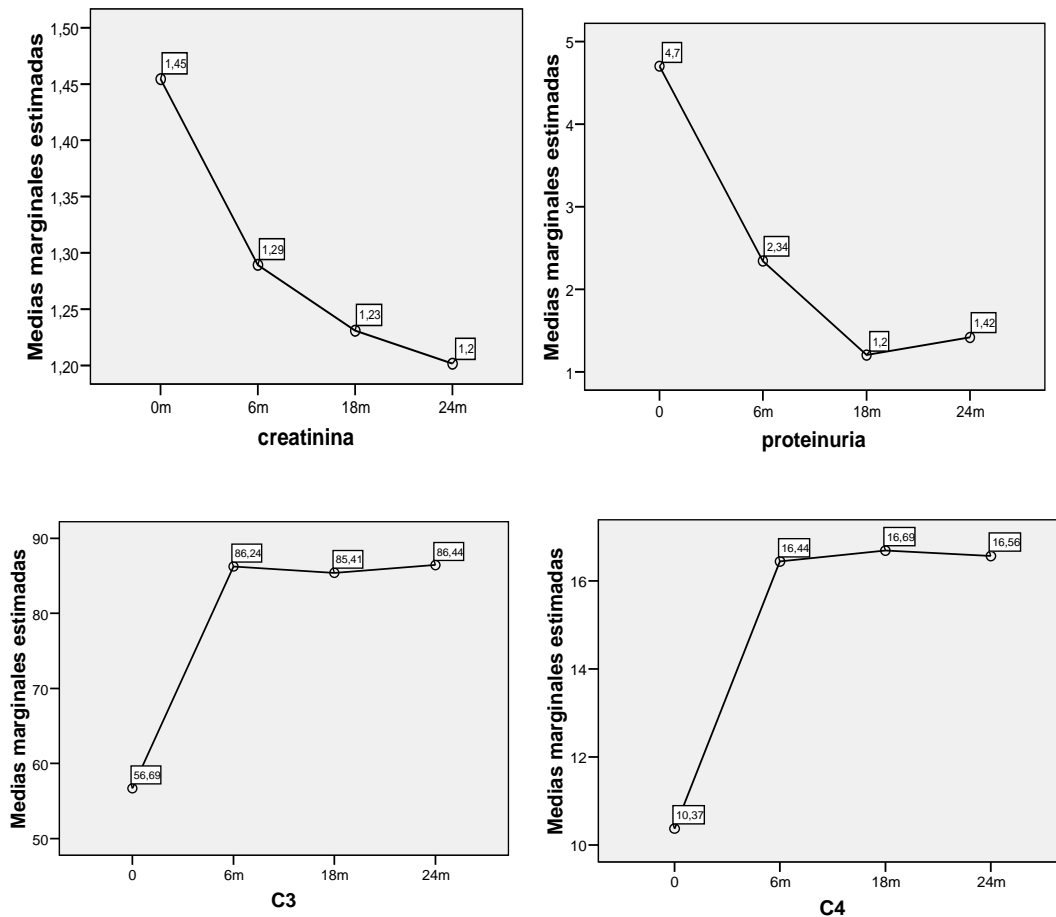 Medias marginales estimadas
1,50
1,45
1,40
1,35
1,30
1,25
1,20
1,45
1,29
1,23
1,2
0m
6m
18m
24m
creatinina
Medias marginales estimadas
5
4
3
2
1
4,7
2,34
1,2
1,42
0
6m
18m
24m
proteinuria
Medias marginales estimadas
90
80
70
60
50
56,69
86,24
85,41
86,44
0
6m
18m
24m
C3
Medias marginales estimadas
16
14
12
10
10,37
16,44
16,69
16,56
0
6m
18m
24m
C4